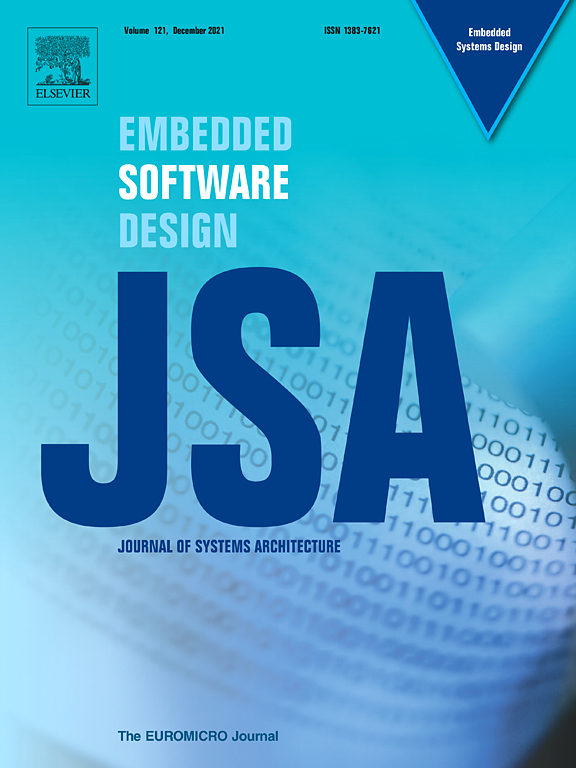 Volume 121, December 2021
ISSN 1383-7621
Embedded
Systems Design
ELSEVIER
EMBEDDED
SOFTWARE
DESIGN
JSA
JOURNAL OF SYSTEMS ARCHITECTURE
The EUROMICRO Journal